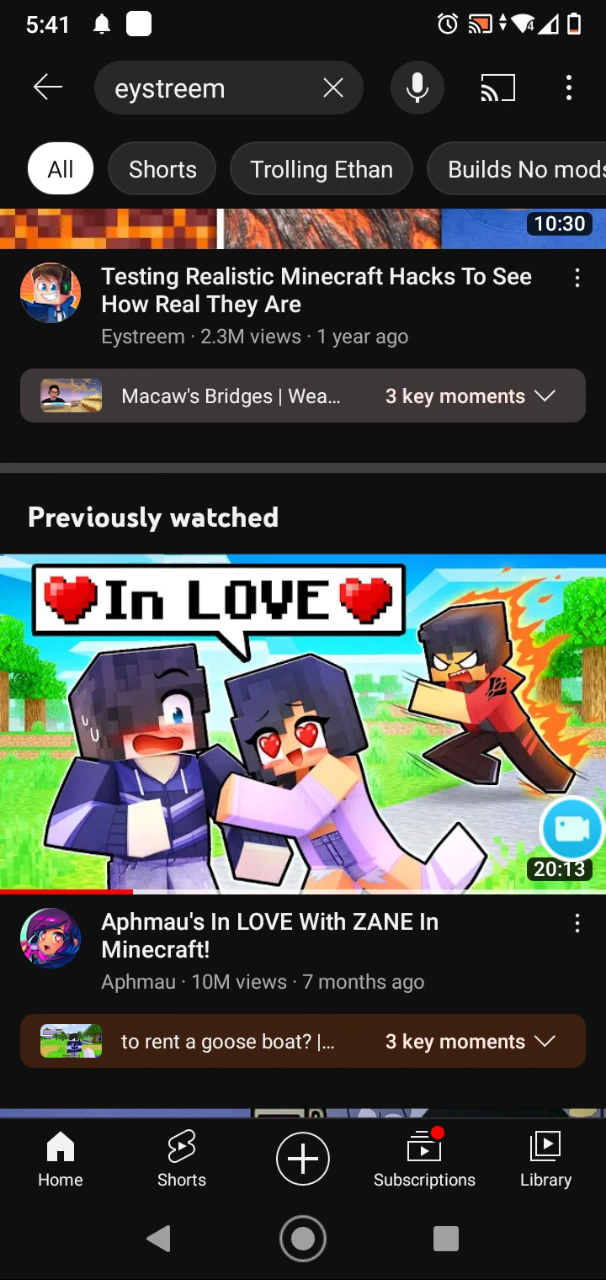 5:41
4
eystreem
All
Shorts
Trolling Ethan
Builds No mods
10:30
Testing Realistic Minecraft Hacks To See
How Real They Are
Eystreem · 2.3M views · 1 year ago
Macaw's Bridges | Wea...
3 key moments
Previously watched
In LOVE
20:13
Aphmau's In LOVE With ZANE In
Minecraft!
Aphmau · 10M views · 7 months ago
to rent a goose boat? |...
3 key moments
Home
Shorts
Subscriptions
Library